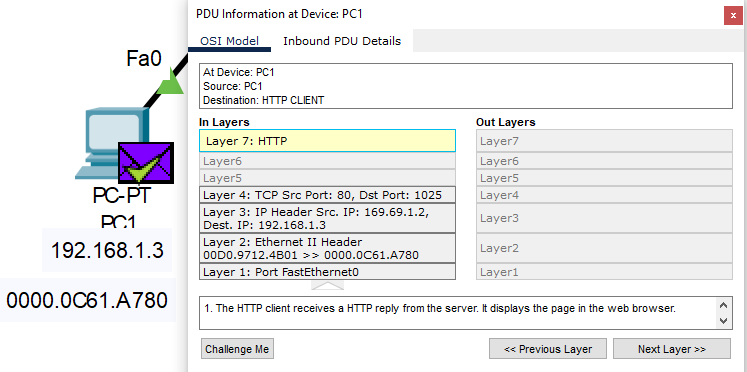 PDU Information at Device: PC1
x
OSI Model Inbound PDU Details
Fa0
At Device: PC1
Source: PC1
Destination: HTTP CLIENT
In Layers
Out Layers
Layer 7: HTTP
Layer7
Layer6
Layer6
Layer5
Layer5
Layer 4: TCP Src Port: 80, Dst Port: 1025
Layer4
Layer 3: IP Header Src. IP: 169.69.1.2,
Dest. IP: 192.168.1.3
Layer3
Layer 2: Ethernet II Header
00D0.9712.4B01 >> 0000.0C61.A780
Layer2
Layer 1: Port FastEthernet0
Layer1
PC-PT
PC1
192.168.1.3
0000.0C61.A780
1. The HTTP client receives a HTTP reply from the server. It displays the page in the web browser.
Challenge Me
<< Previous Layer
Next Layer >>